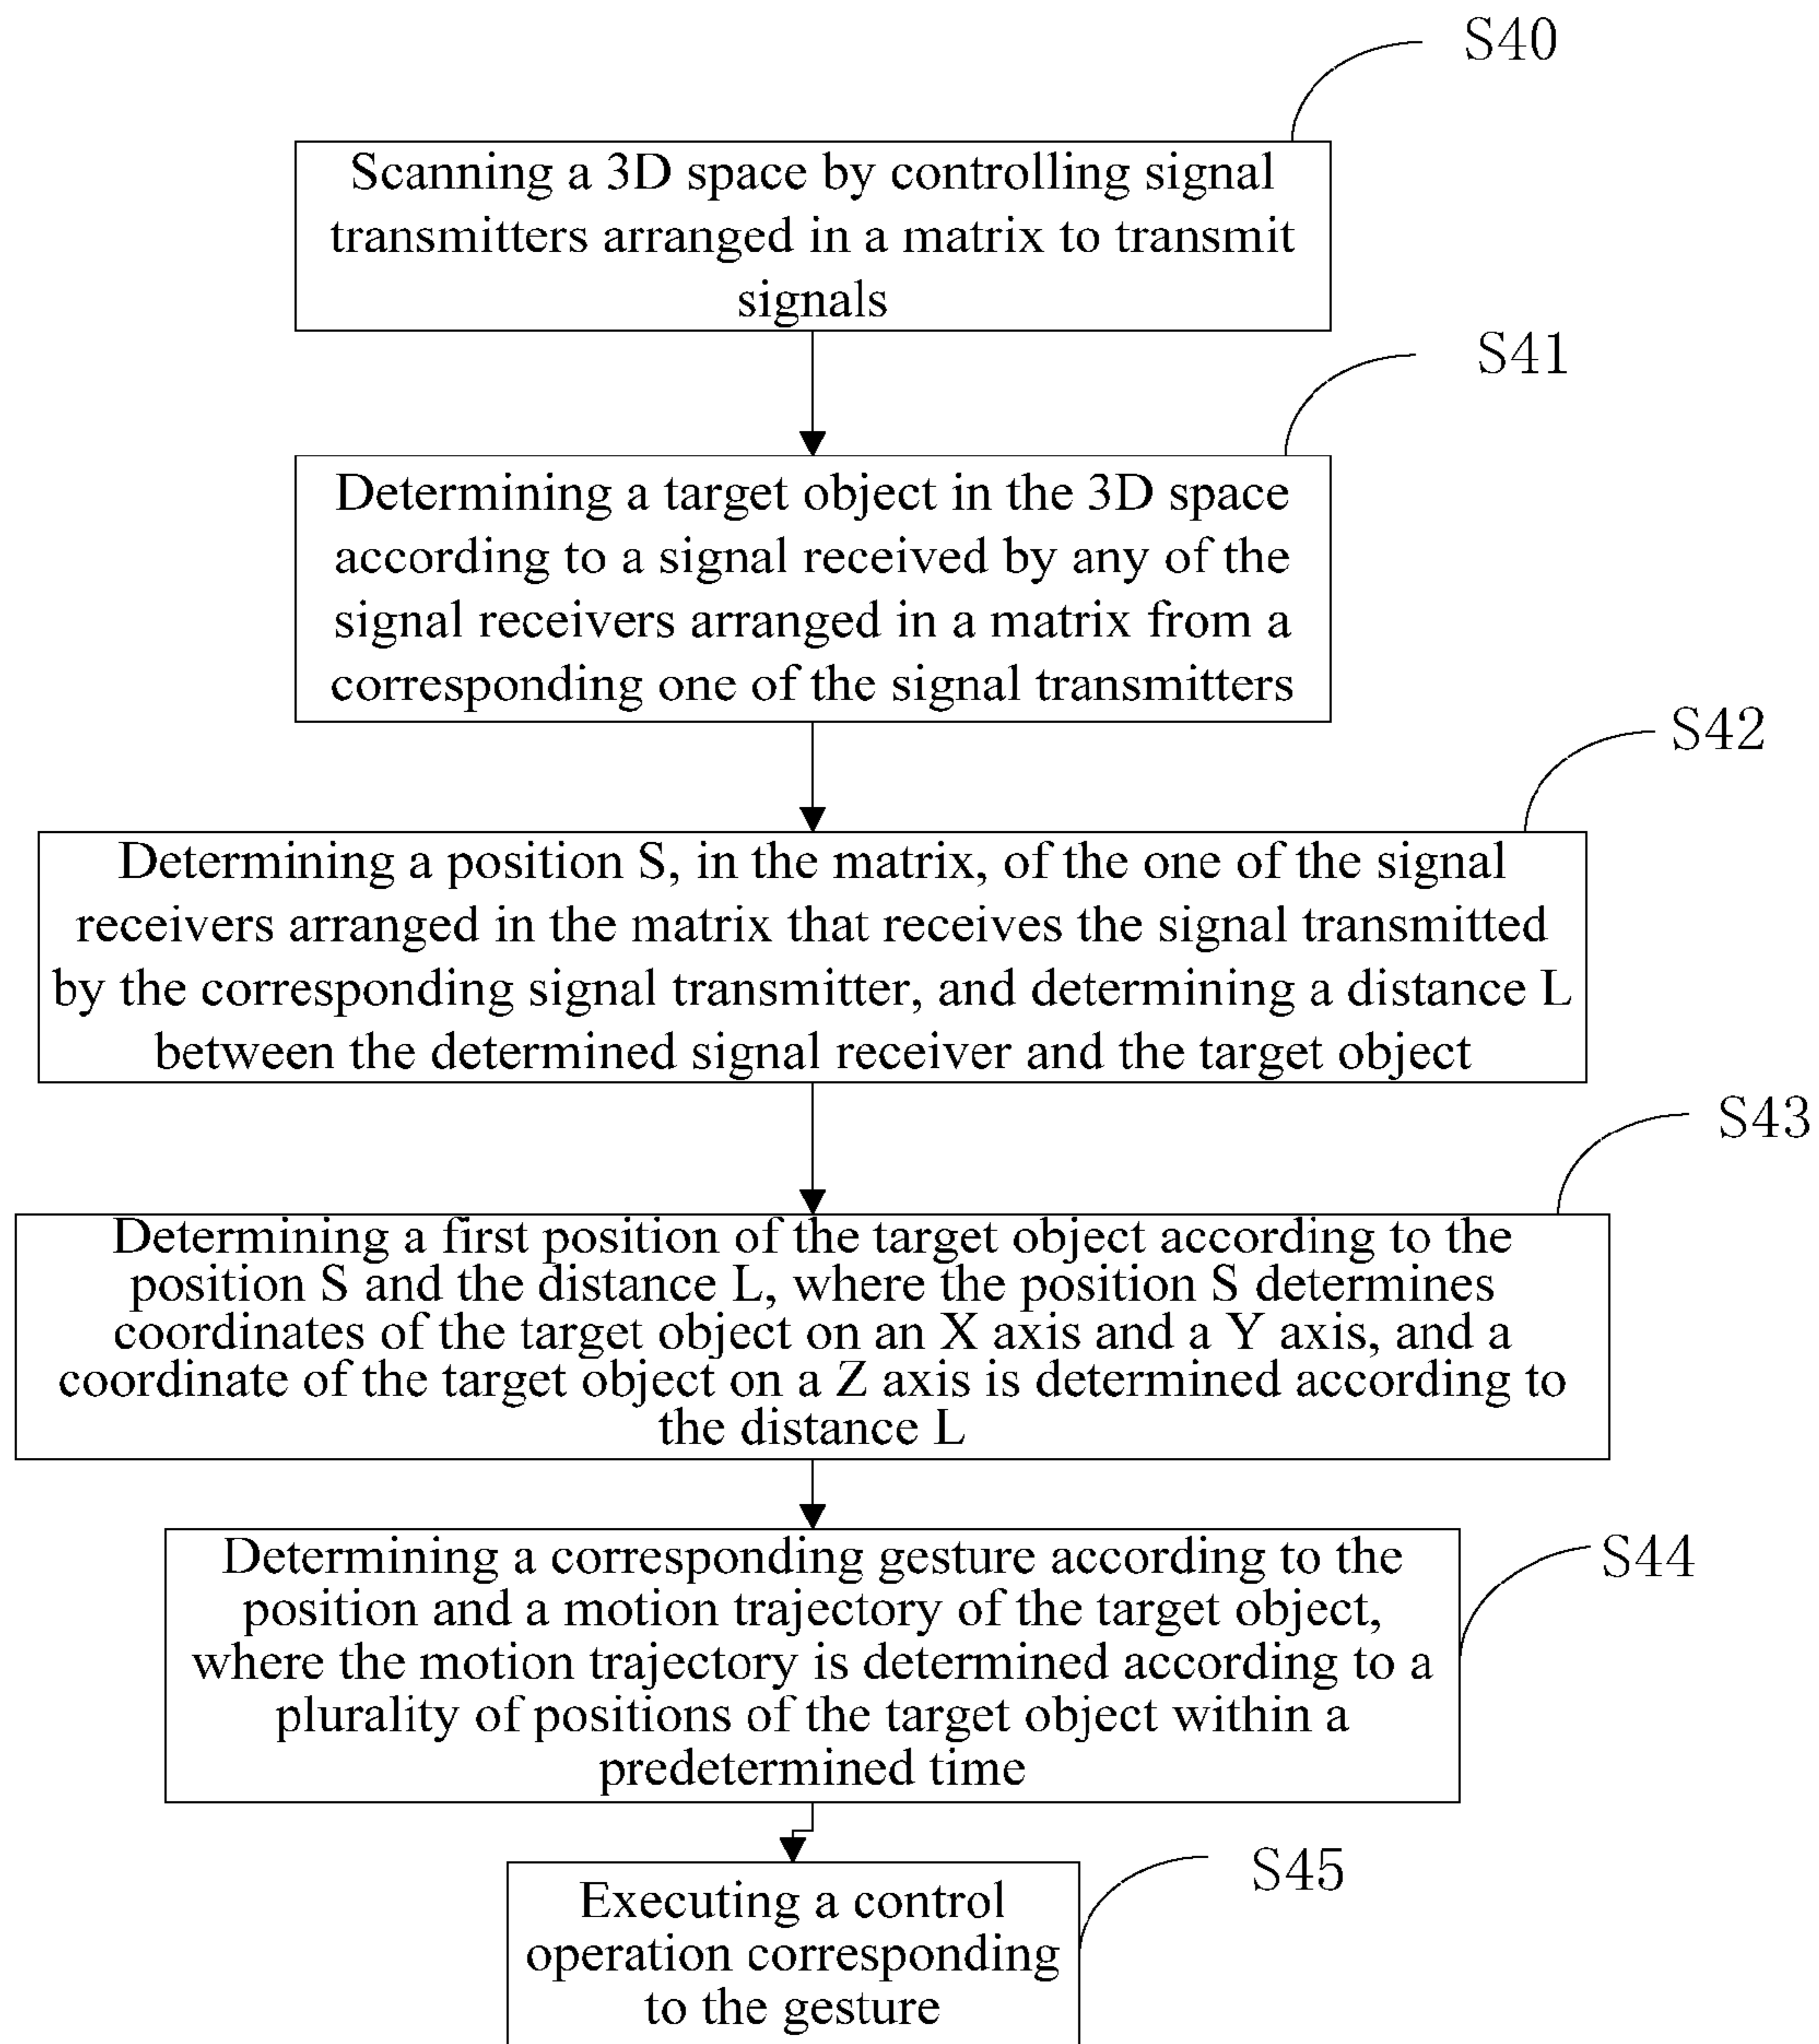 S40
Scanning a 3D space by controlling signal
transmitters arranged in a matrix to transmit
signals
S41
Determining a target object in the 3D space
according to a signal received by any of the
signal receivers arranged in a matrix from a
corresponding one of the signal transmitters
S42
Determining a position S, in the matrix, of the one of the signal
receivers arranged in the matrix that receives the signal transmitted
by the corresponding signal transmitter, and determining a distance L
between the determined signal receiver and the target object
S43
Determining a first position of the target object according to the
position S and the distance L, where the position S determines
coordinates of the target object on an X axis and a Y axis, and a
coordinate of the target object on a Z axis is determined according to
the distance L
S44
Determining a corresponding gesture according to the
position and a motion trajectory of the target object,
where the motion trajectory is determined according to a
plurality of positions of the target object within a
predetermined time
S45
Executing a control
operation corresponding
to the gesture